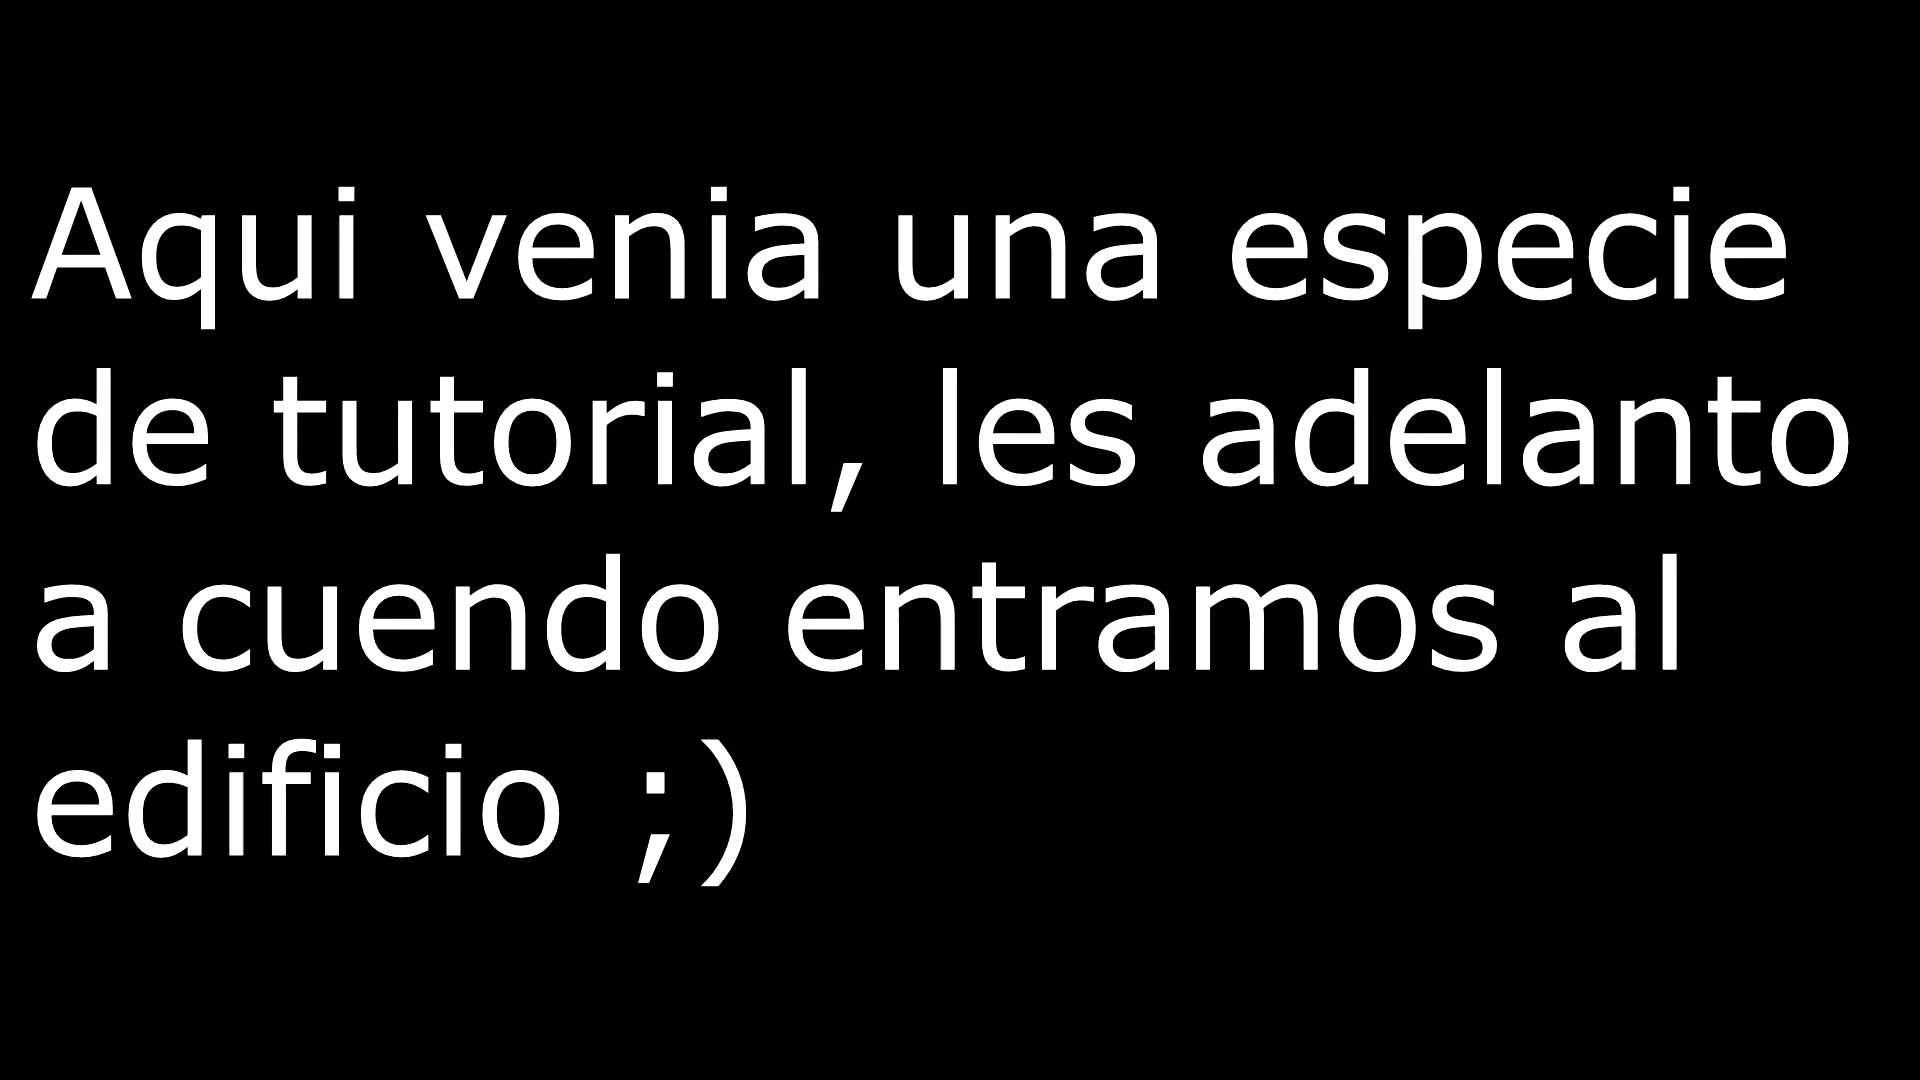 Aqui venia una especie
de tutorial, les adelanto
a cuendo entramos al
edificio ;)